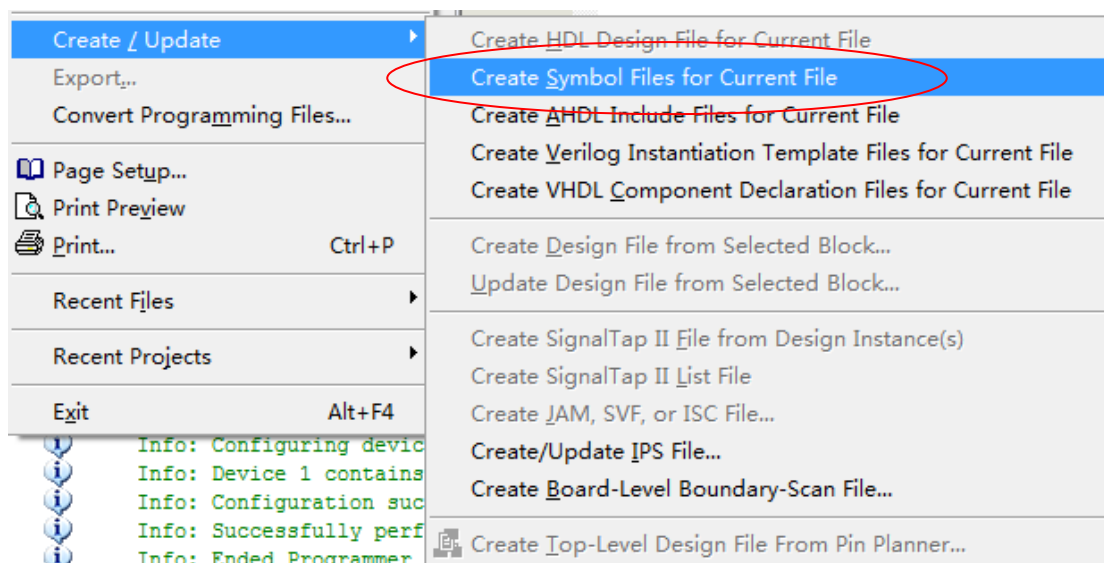 Create / Update
Export...
Convert Programming Files...
Page Setup...
Print Preview
Print... Ctrl+P
Recent Files
Recent Projects
Exit Alt+F4
Create HDL Design File for Current File
Create Symbol Files for Current File
Create AHDL Include Files for Current File
Create Verilog Instantiation Template Files for Current File
Create VHDL Component Declaration Files for Current File
Create Design File from Selected Block...
Update Design File from Selected Block...
Create SignalTap II File from Design Instance(s)
Create SignalTap II List File
Create JAM, SVF, or ISC File...
Create/Update IPS File...
Create Board-Level Boundary-Scan File...
Create Top-Level Design File From Pin Planner...
Info: Configuring devic
Info: Device 1 contains
Info: Configuration suc
Info: Successfully perf
Info: Ended Programmer